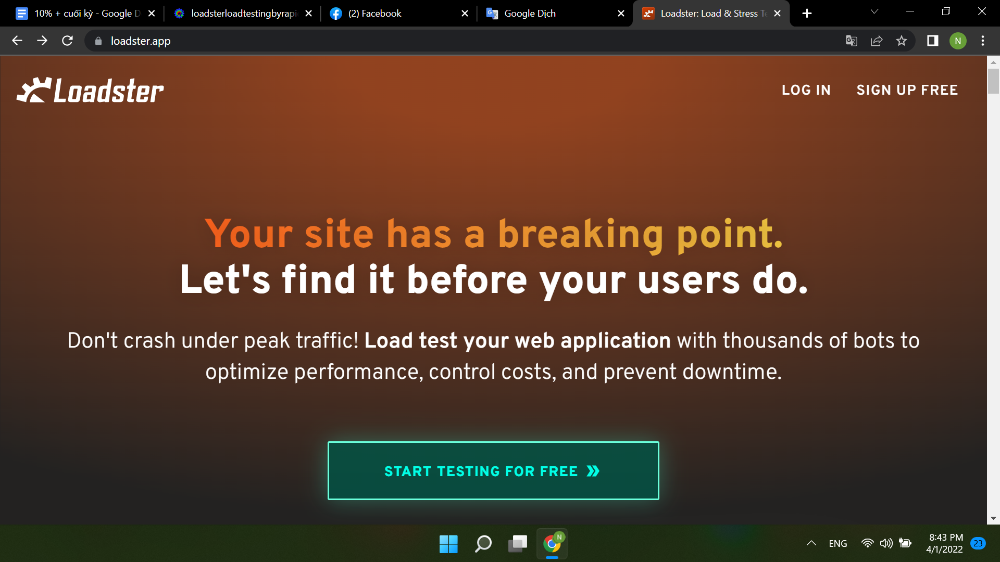 10% + cuối kỳ - Google D
loadsterloadtestingbyrapi
(2) Facebook
Google Dịch
Loadster: Load & Stress Te
loadster.app
N
Loadster
LOG IN
SIGN UP FREE
Your site has a breaking point.
Let's find it before your users do.
Don't crash under peak traffic! Load test your web application with thousands of bots to
optimize performance, control costs, and prevent downtime.
START TESTING FOR FREE
N
ENG
8:43 PM
4/1/2022
23